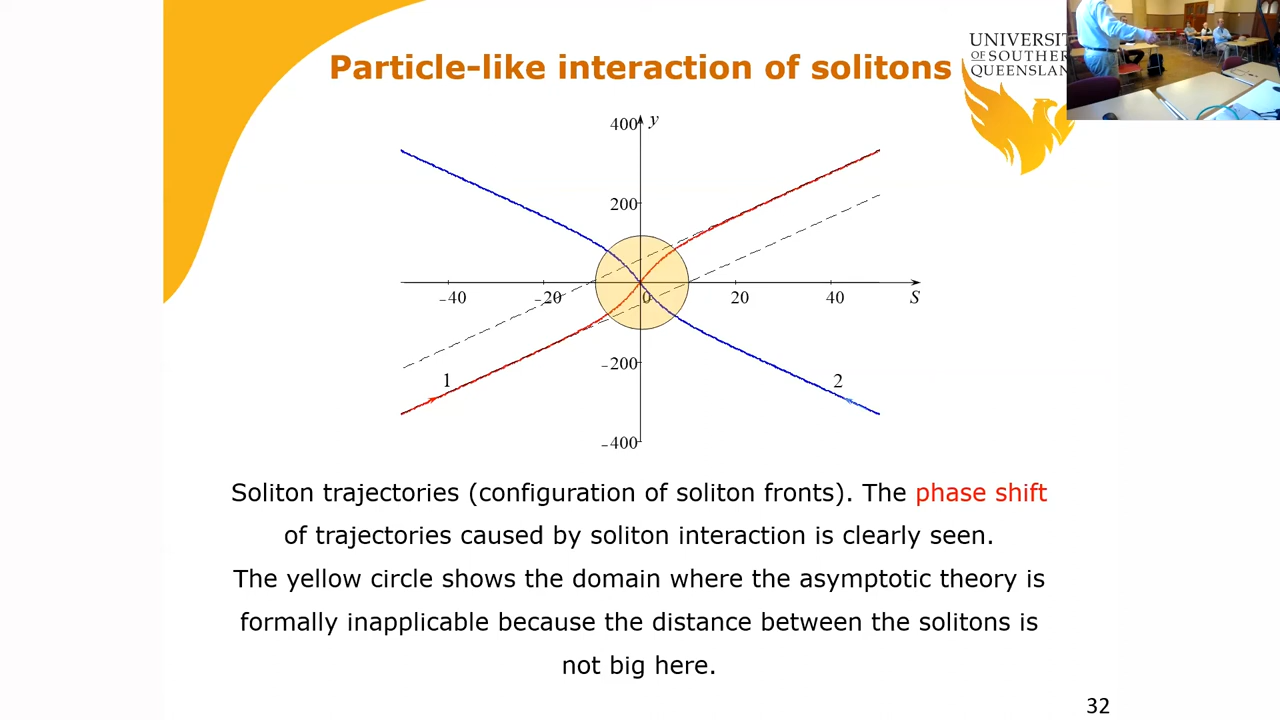 Particle-like interaction of solitons
UNIVERSIT
OF SOUTHER
QUEENSLAN
400 y
200
-40 -20 0 20 40 S
-200
1 2
-400
Soliton trajectories (configuration of soliton fronts). The phase shift
of trajectories caused by soliton interaction is clearly seen.
The yellow circle shows the domain where the asymptotic theory is
formally inapplicable because the distance between the solitons is
not big here.
32